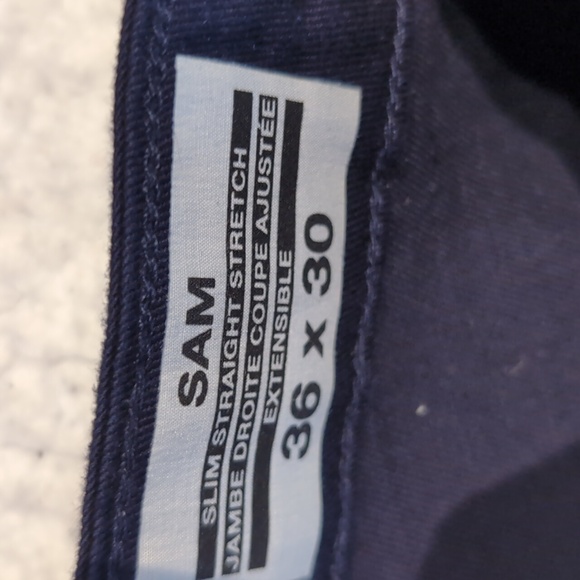 SAM
SLIM STRAIGHT STRETCH
JAMBE DROITE COUPE AJUSTÉE
EXTENSIBLE
36 x 30